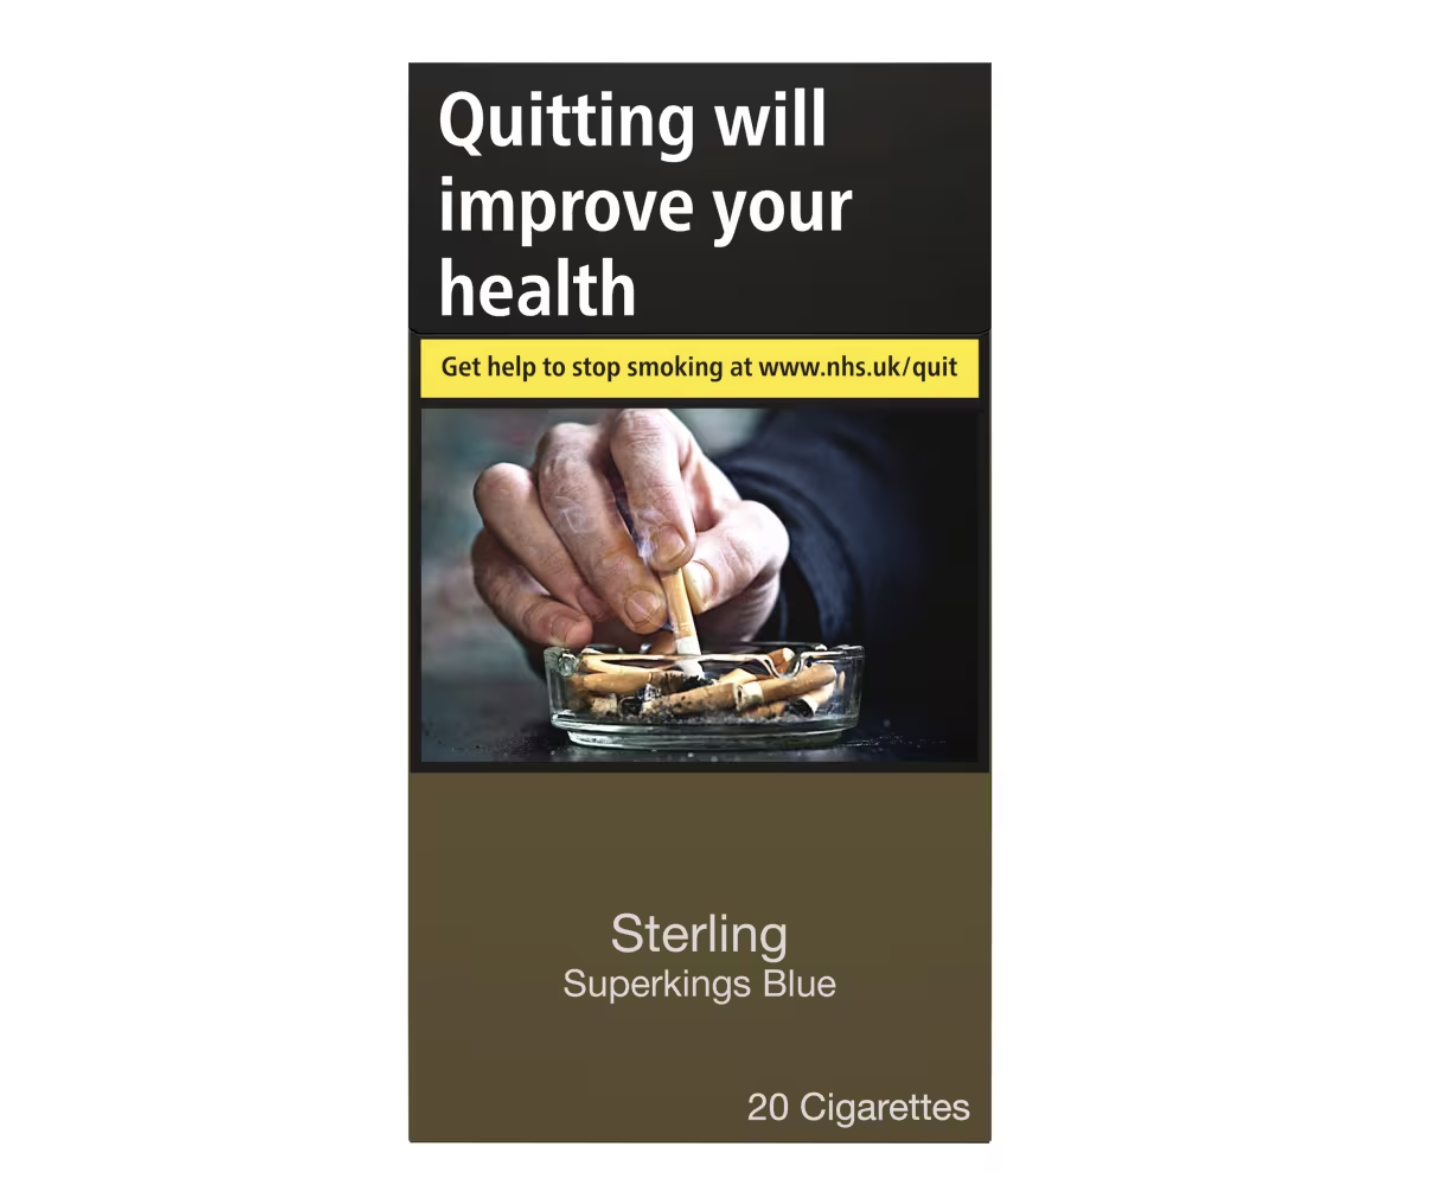 Quitting will
improve your
health
Get help to stop smoking at www.nhs.uk/quit
Sterling
Superkings Blue
20 Cigarettes